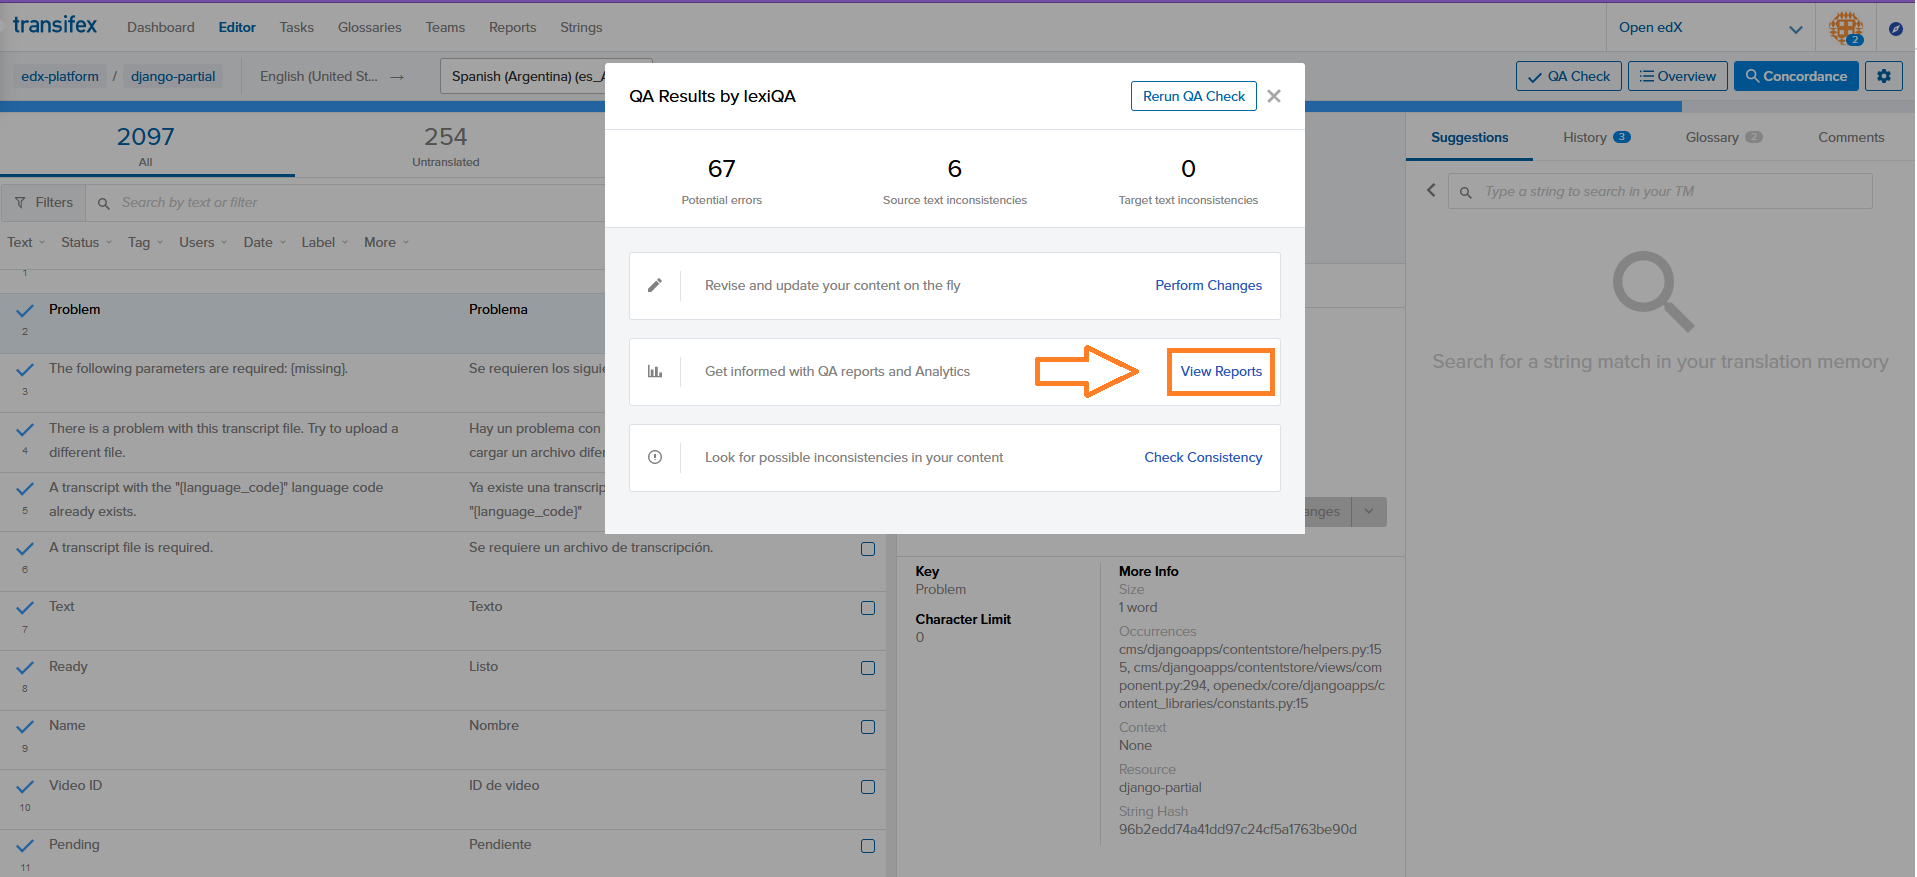 transifex
Dashboard
Editor
Tasks
Glossaries
Teams
Reports
Strings
Open edX
2
edx-platform / django-partial
English (United St... →
Spanish (Argentina) (es_A
QA Check
Overview
Concordance
2097
All
254
Untranslated
Filters
Search by text or filter
Text
Status
Tag
Users
Date
Label
More
1
Problem
Problema
2
The following parameters are required: {missing}.
Se requieren los siguie
3
There is a problem with this transcript file. Try to upload a
different file.
Hay un problema con
cargar un archivo difer
4
A transcript with the "{language_code}" language code
already exists.
Ya existe una transcrip
"{language_code}"
5
A transcript file is required.
Se requiere un archivo de transcripción.
6
Text
Texto
7
Ready
Listo
8
Name
Nombre
9
Video ID
ID de video
10
Pending
Pendiente
11
QA Results by lexiQA
Rerun QA Check
67
Potential errors
6
Source text inconsistencies
0
Target text inconsistencies
Revise and update your content on the fly
Perform Changes
Get informed with QA reports and Analytics
View Reports
Look for possible inconsistencies in your content
Check Consistency
anges
Key
Problem
Character Limit
0
More Info
Size
1 word
Occurrences
cms/djangoapps/contentstore/helpers.py:15
5, cms/djangoapps/contentstore/views/com
ponent.py:294, openedx/core/djangoapps/c
ontent_libraries/constants.py:15
Context
None
Resource
django-partial
String Hash
96b2edd74a41dd97c24cf5a1763be90d
Suggestions
History 3
Glossary 2
Comments
Type a string to search in your TM
Search for a string match in your translation memory